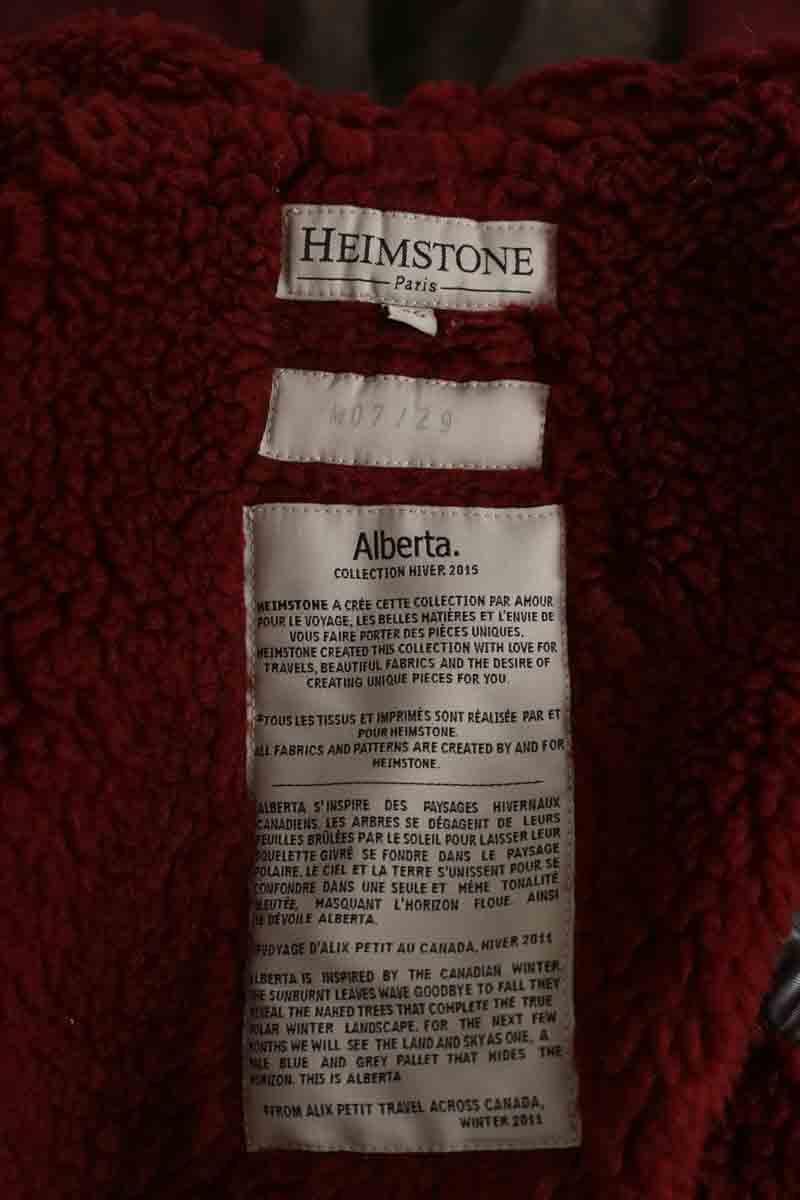 HEIMSTONE
Paris
M07/29
Alberta.
COLLECTION HIVER 2015
HEIMSTONE A CRÉE CETTE COLLECTION PAR AMOUR
POUR LE VOYAGE, LES BELLES MATIÈRES ET L'ENVIE DE
VOUS FAIRE PORTER DES PIÈCES UNIQUES.
HEIMSTONE CREATED THIS COLLECTION WITH LOVE FOR
TRAVELS, BEAUTIFUL FABRICS AND THE DESIRE OF
CREATING UNIQUE PIECES FOR YOU.
*TOUS LES TISSUS ET IMPRIMÉS SONT RÉALISÉE PAR ET
POUR HEIMSTONE.
ALL FABRICS AND PATTERNS ARE CREATED BY AND FOR
HEIMSTONE.
ALBERTA S'INSPIRE DES PAYSAGES HIVERNAUX
CANADIENS. LES ARBRES SE DÉGAGENT DE LEURS
FEUILLES BRÛLÉES PAR LE SOLEIL POUR LAISSER LEUR
SQUELETTE GIVRÉ SE FONDRE DANS LE PAYSAGE
POLAIRE. LE CIEL ET LA TERRE S'UNISSENT POUR SE
CONFONDRE DANS UNE SEULE ET MÊME TONALITÉ
BLEUTÉE, MASQUANT L'HORIZON FLOUE AINSI
SE DÉVOILE ALBERTA.
*VOYAGE D'ALIX PETIT AU CANADA, HIVER 2011
ALBERTA IS INSPIRED BY THE CANADIAN WINTER.
THE SUNBURNT LEAVES WAVE GOODBYE TO FALL THEY
REVEAL THE NAKED TREES THAT COMPLETE THE TRUE
POLAR WINTER LANDSCAPE. FOR THE NEXT FEW
MONTHS WE WILL SEE THE LAND AND SKY AS ONE, A
PALE BLUE AND GREY PALLET THAT HIDES THE
HORIZON. THIS IS ALBERTA
*FROM ALIX PETIT TRAVEL ACROSS CANADA,
WINTER 2011